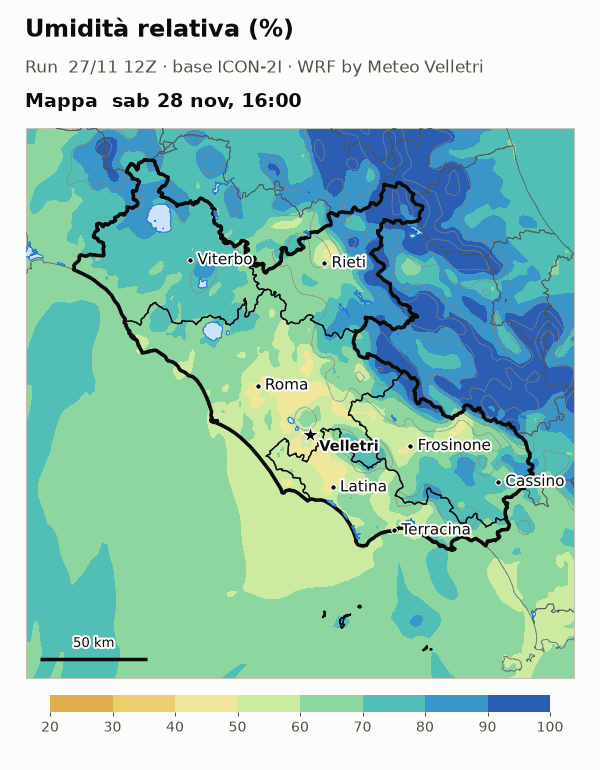 Umidità relativa (%)
Run  27/11 12Z · base ICON-2I · WRF by Meteo Velletri
Mappa  sab 28 nov, 16:00
Viterbo
Rieti
Roma
Velletri
Frosinone
Cassino
Latina
Terracina
50 km
20 30 40 50 60 70 80 90 100